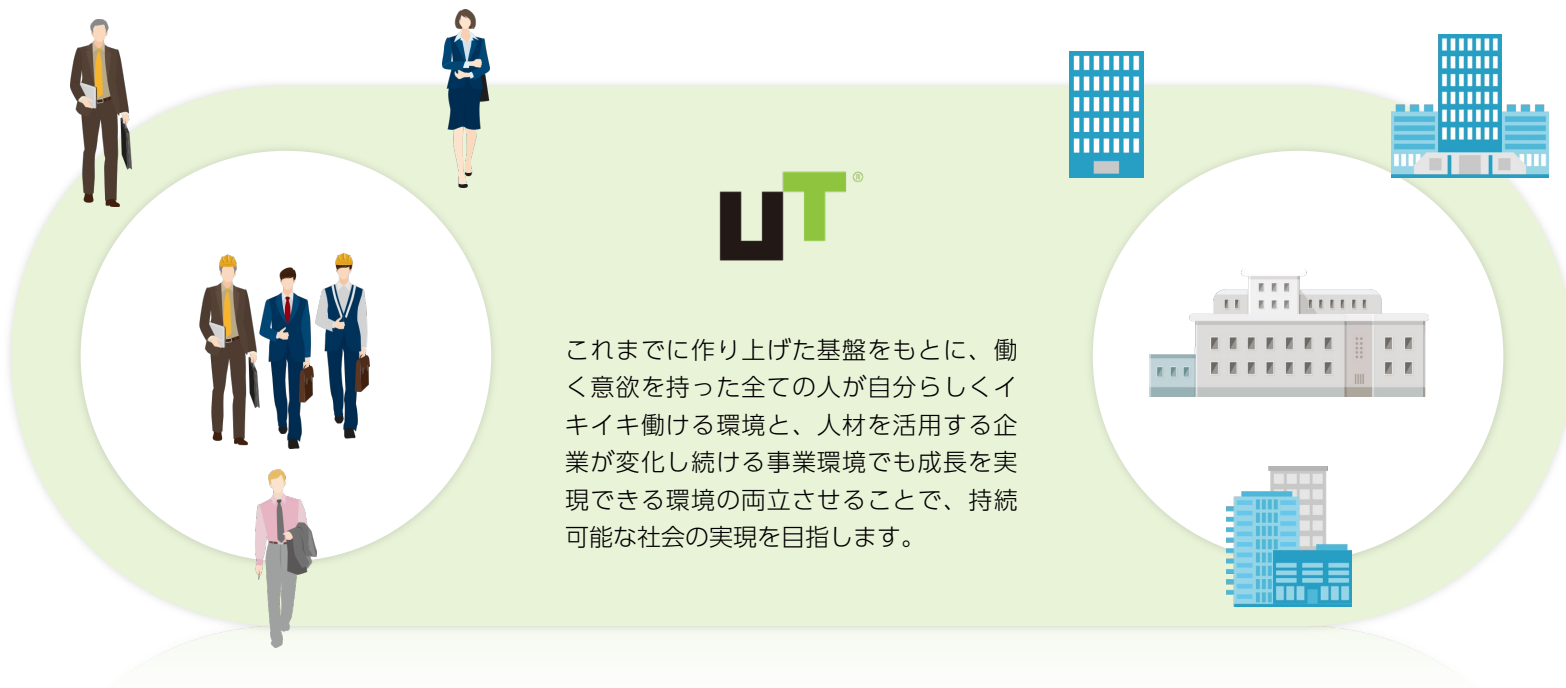 UT®
これまでに作り上げた基盤をもとに、働
く意欲を持った全ての人が自分らしくイ
キイキ働ける環境と、人材を活用する企
業が変化し続ける事業環境でも成長を実
現できる環境の両立させることで、持続
可能な社会の実現を目指します。